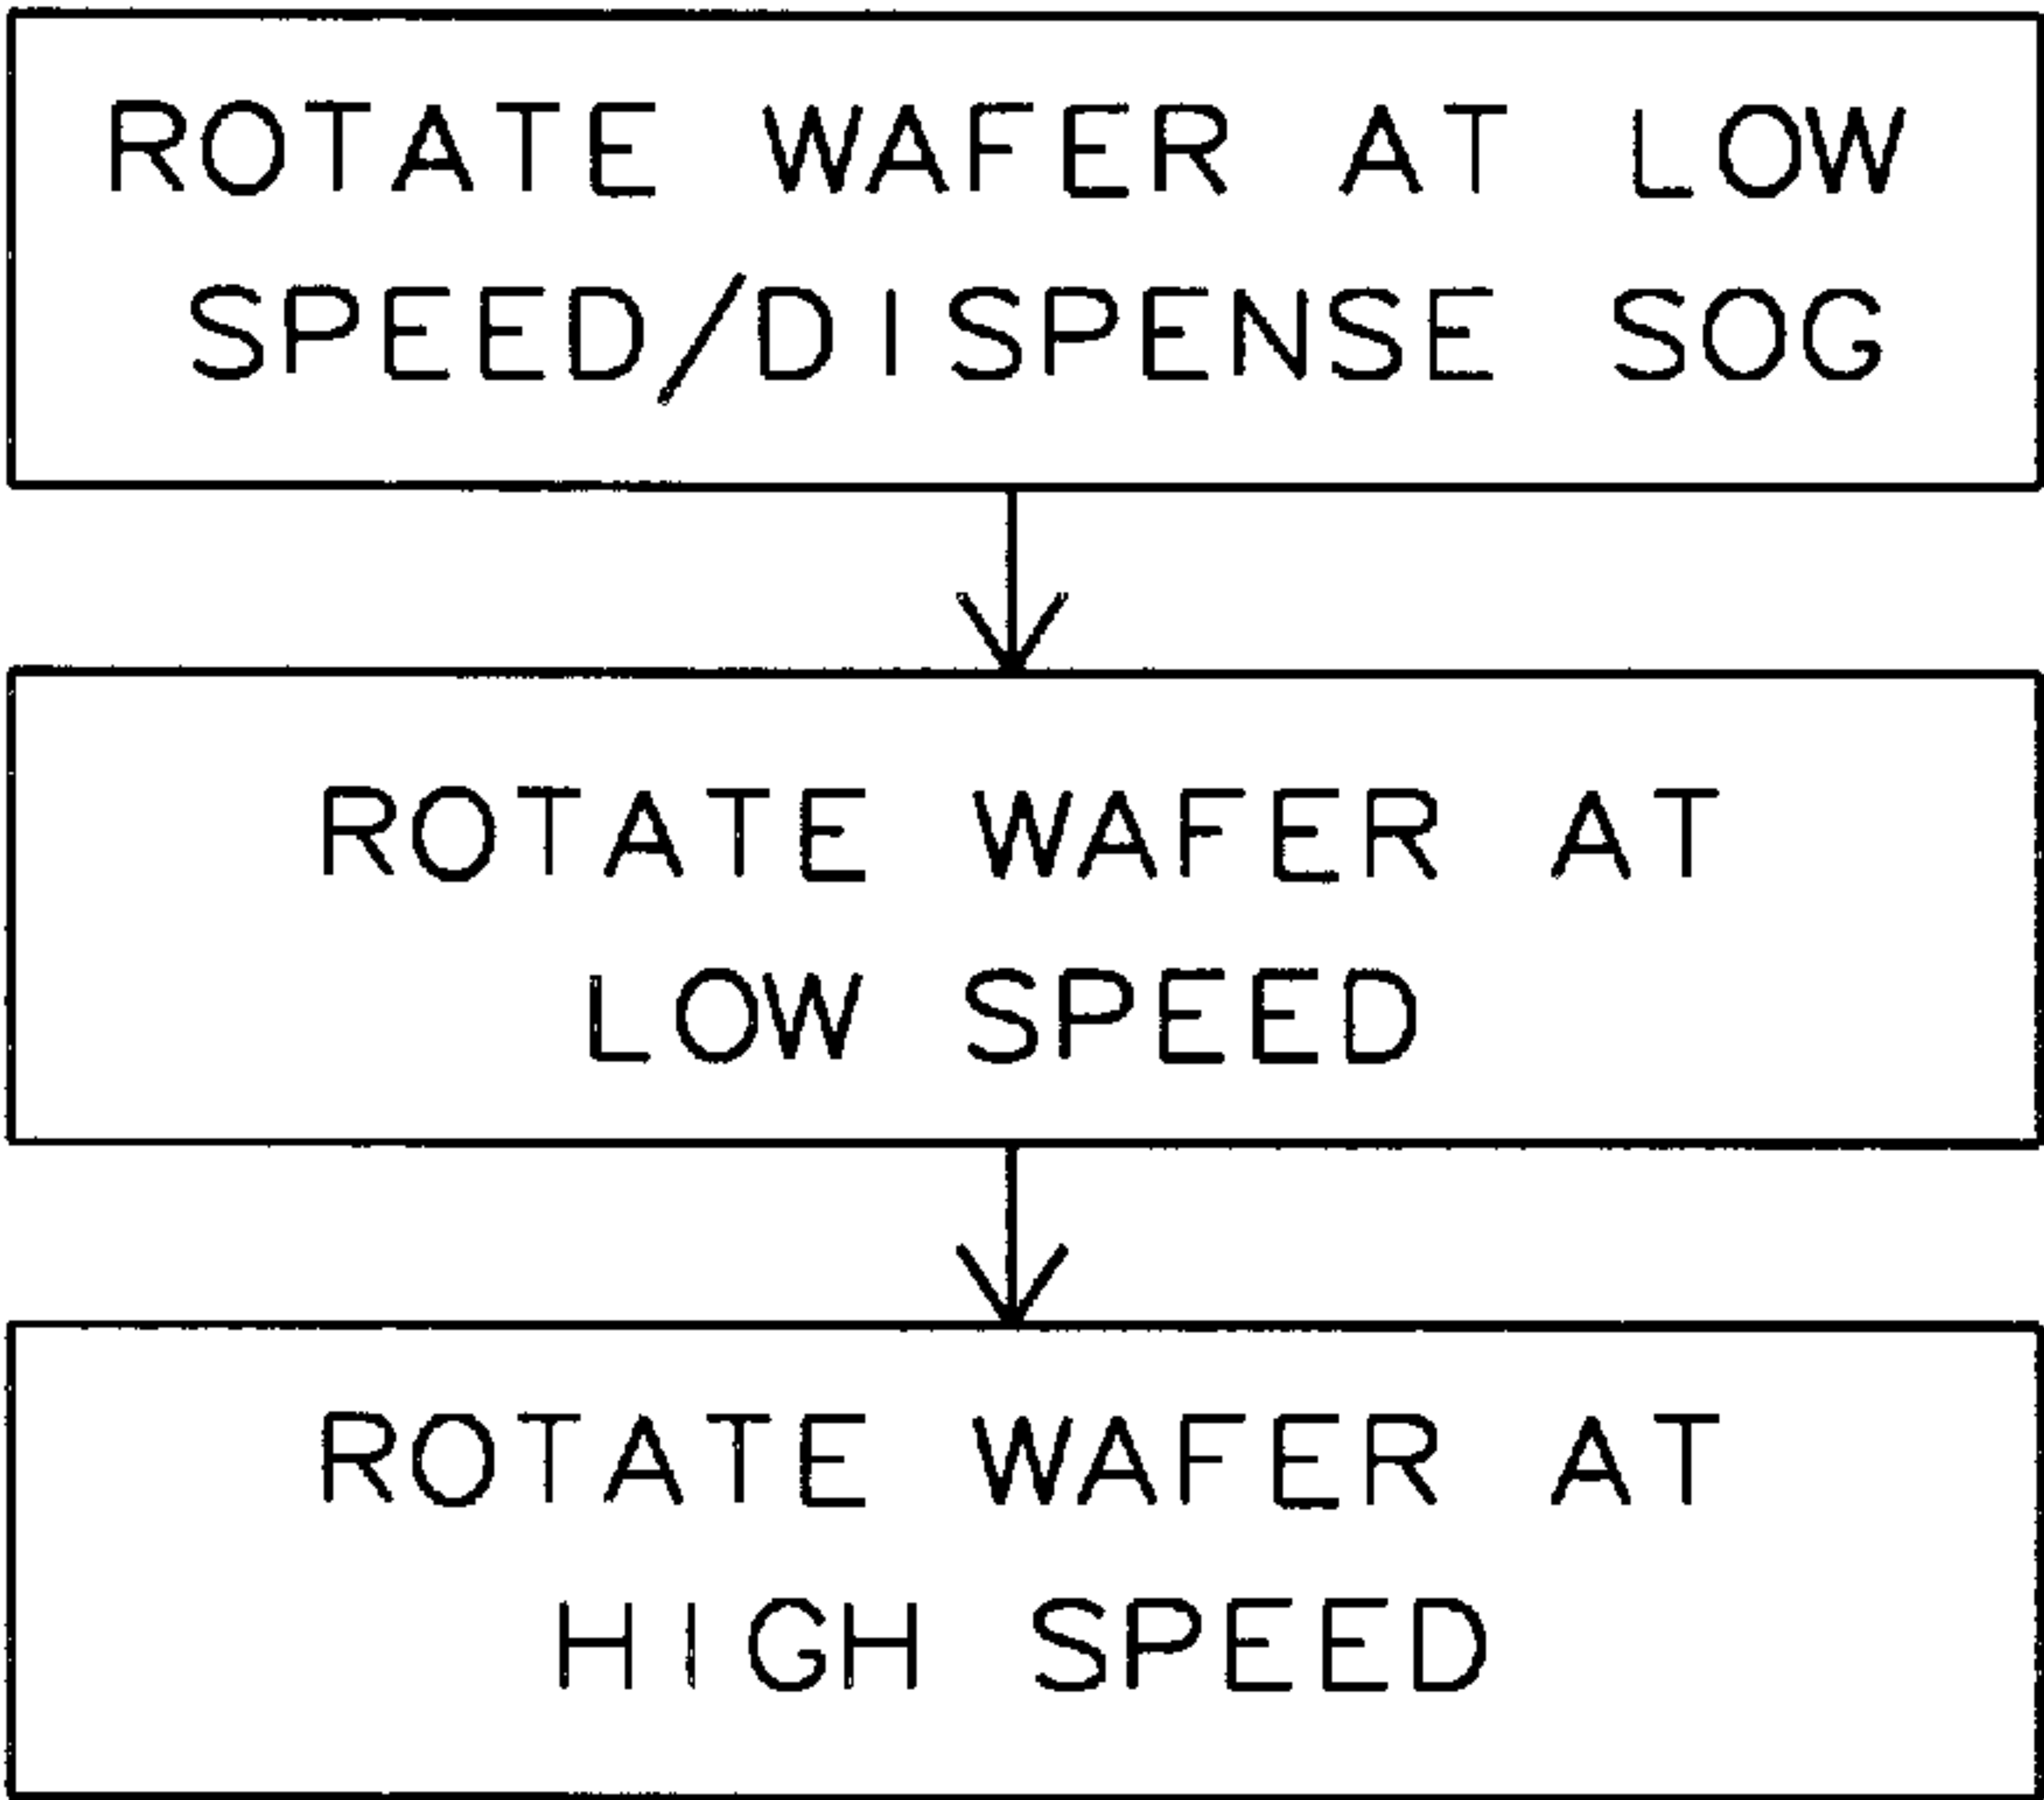 ROTATE WAFER AT LOW
SPEED/DISPENSE SOG
ROTATE WAFER AT
LOW SPEED
ROTATE WAFER AT
HIGH SPEED